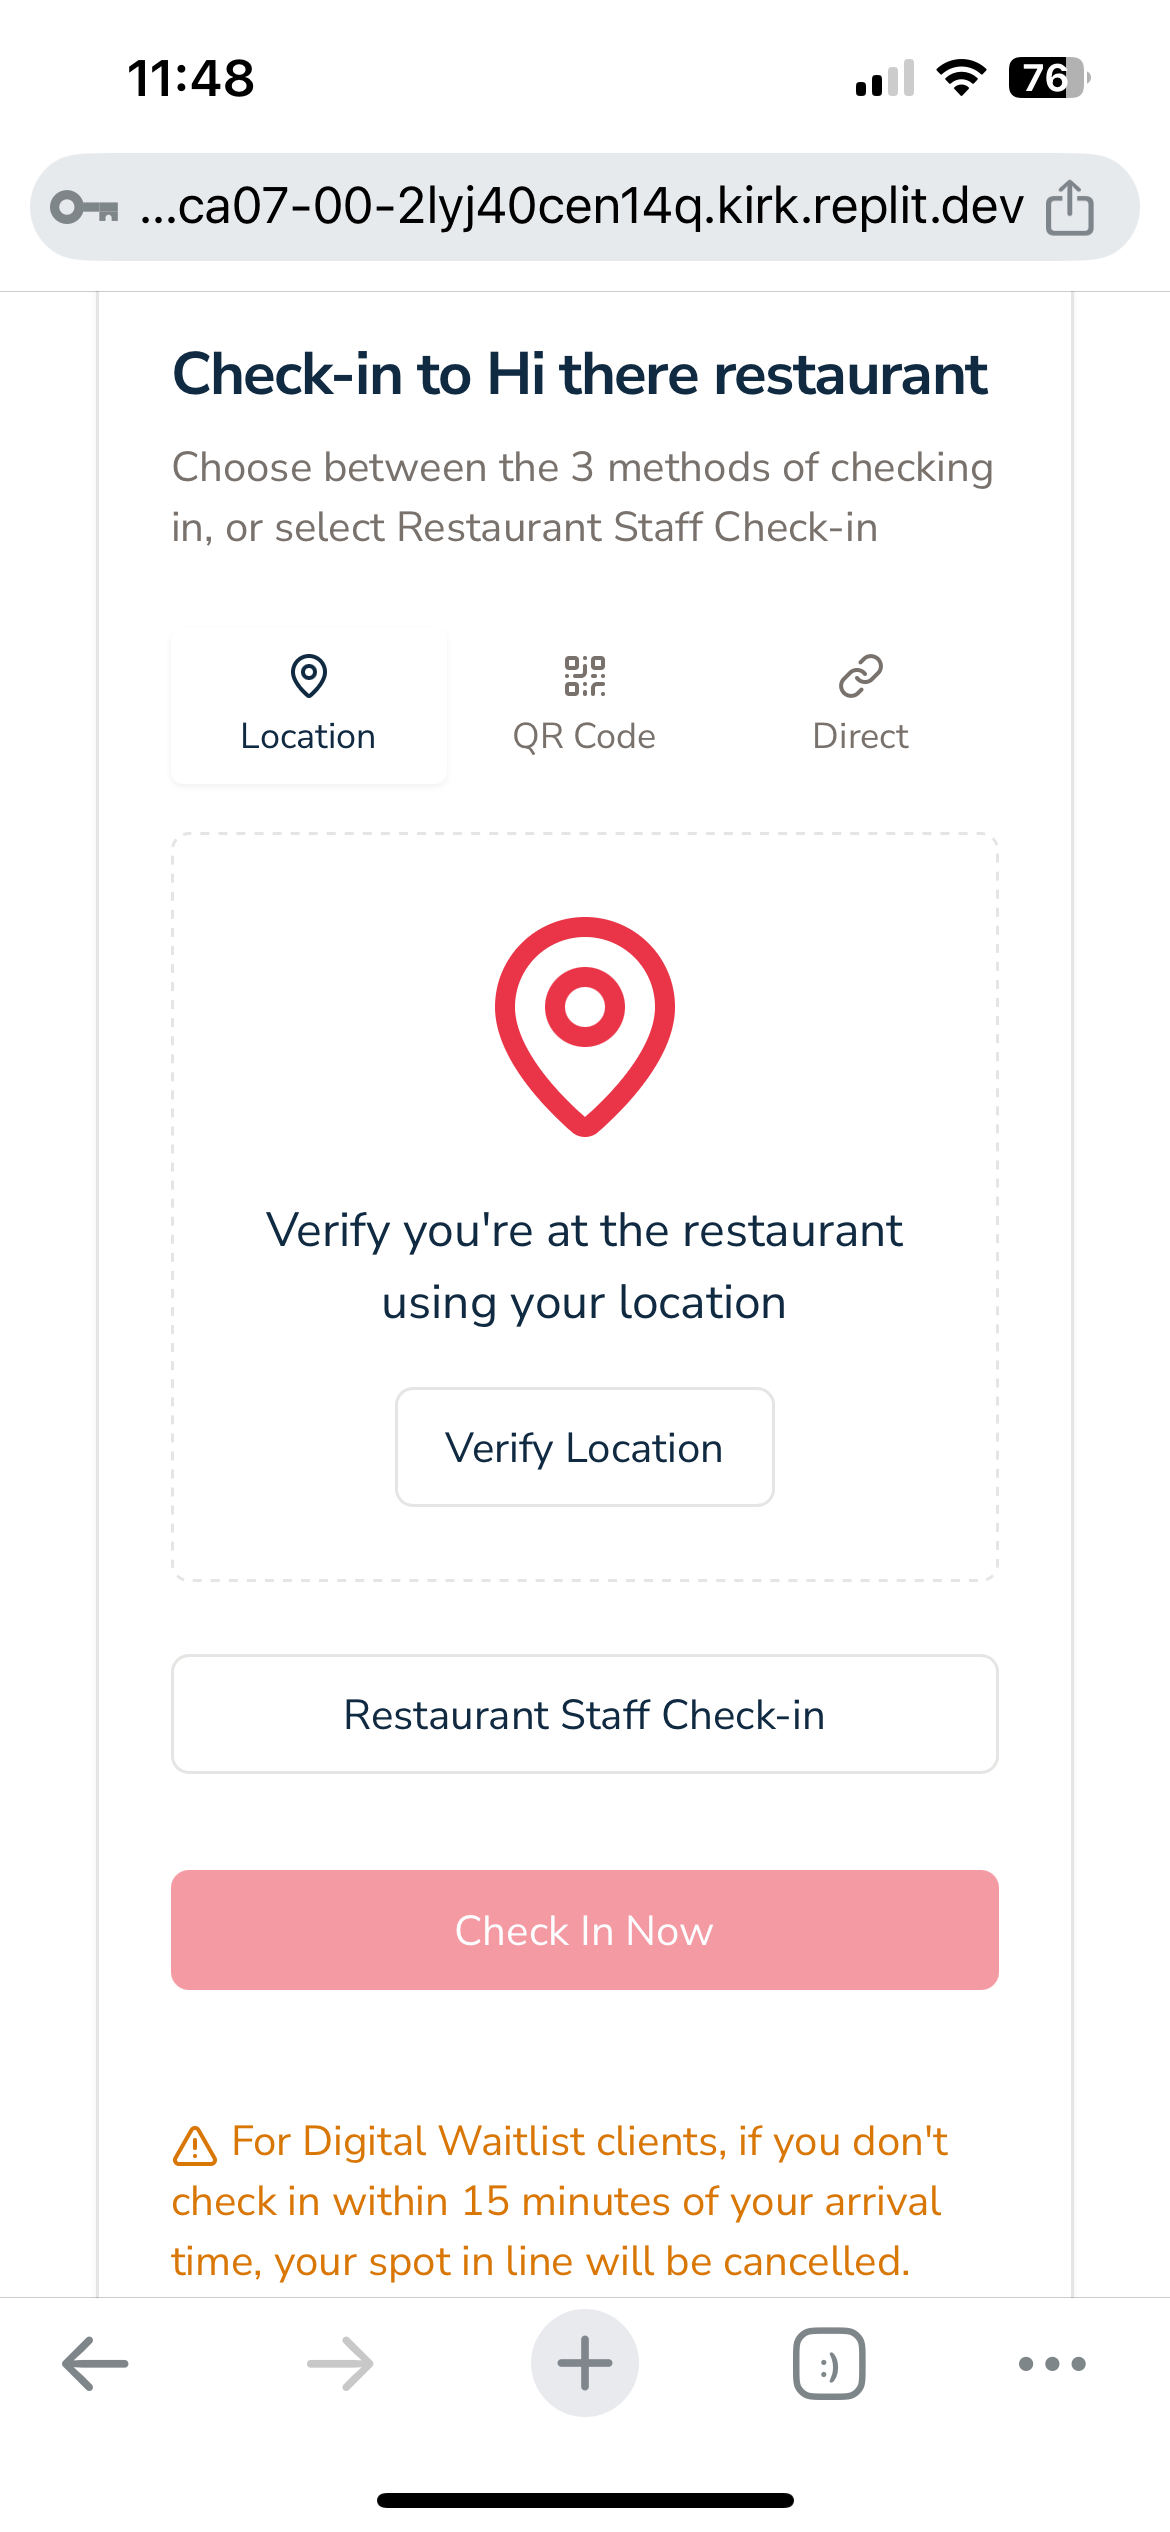 11:48
76
...ca07-00-2lyj40cen14q.kirk.replit.dev
Check-in to Hi there restaurant
Choose between the 3 methods of checking
in, or select Restaurant Staff Check-in
Location
QR Code
Direct
Verify you're at the restaurant
using your location
Verify Location
Restaurant Staff Check-in
Check In Now
For Digital Waitlist clients, if you don't
check in within 15 minutes of your arrival
time, your spot in line will be cancelled.
:)